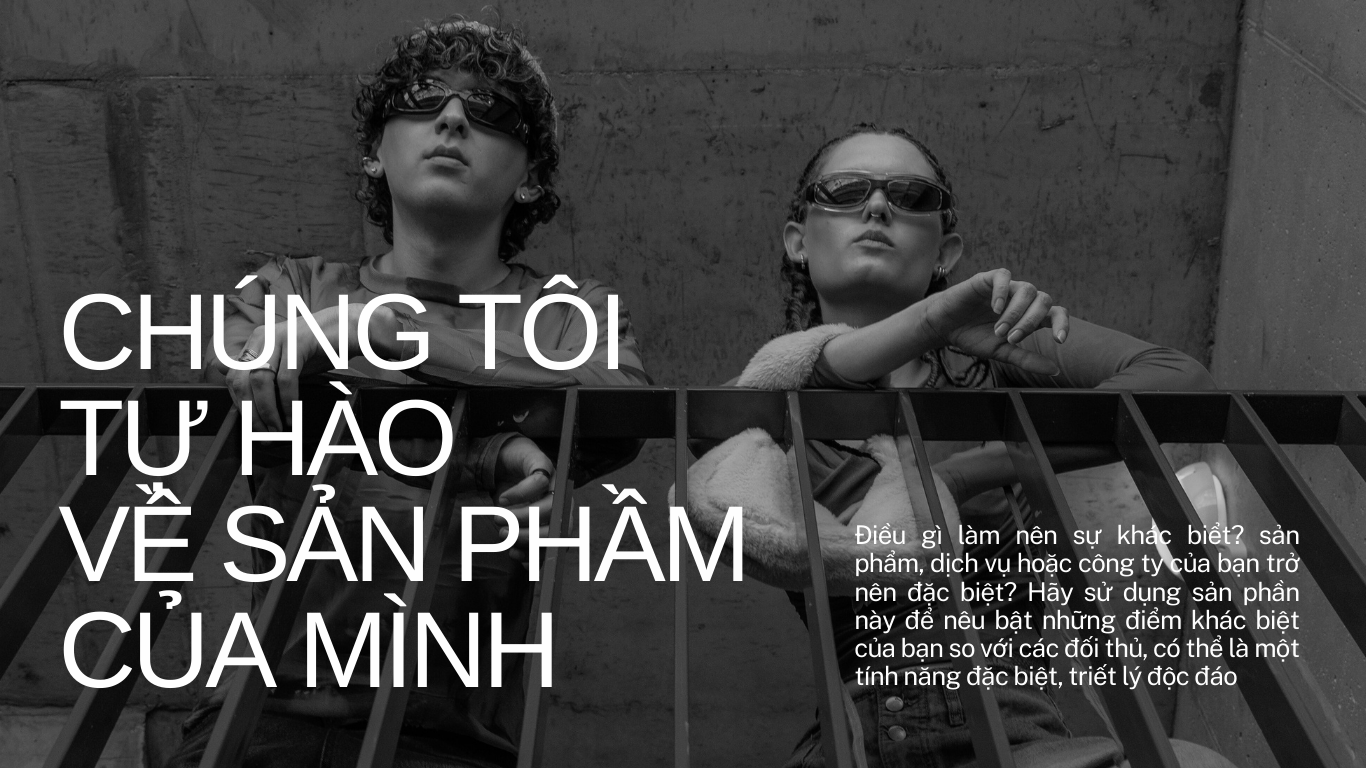 CHÚNG TÔI
TỰ HÀO
VỀ SẢN PHẦM
CỦA MÌNH
Điều gì làm nên sự khác biệt? sản
phẩm, dịch vụ hoặc công ty của bạn trở
nên đặc biệt? Hãy sử dụng sản phần
này để nêu bật những điểm khác biệt
của bạn so với các đối thủ, có thể là một
tính năng đặc biệt, triết lý độc đáo